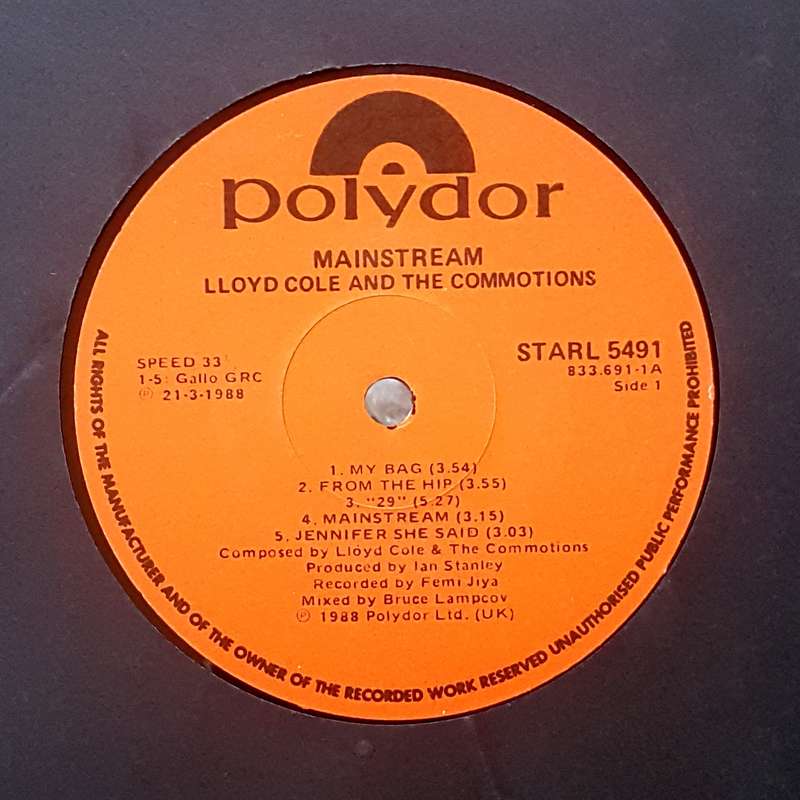 polydor
MAINSTREAM
LLOYD COLE AND THE COMMOTIONS
SPEED 33
1-5: Gallo GRC
Ⓟ 21-3-1988
STARL 5491
833.691-1A
Side 1
1. MY BAG (3.54)
2. FROM THE HIP (3.55)
3. "29" (5.27)
4. MAINSTREAM (3.15)
5. JENNIFER SHE SAID (3.03)
Composed by Lloyd Cole & The Commotions
Produced by Ian Stanley
Recorded by Femi Jiya
Mixed by Bruce Lampcov
Ⓟ 1988 Polydor Ltd. (UK)
ALL RIGHTS OF THE MANUFACTURER AND OF THE OWNER OF THE RECORDED WORK RESERVED UNAUTHORISED PUBLIC PERFORMANCE PROHIBITED